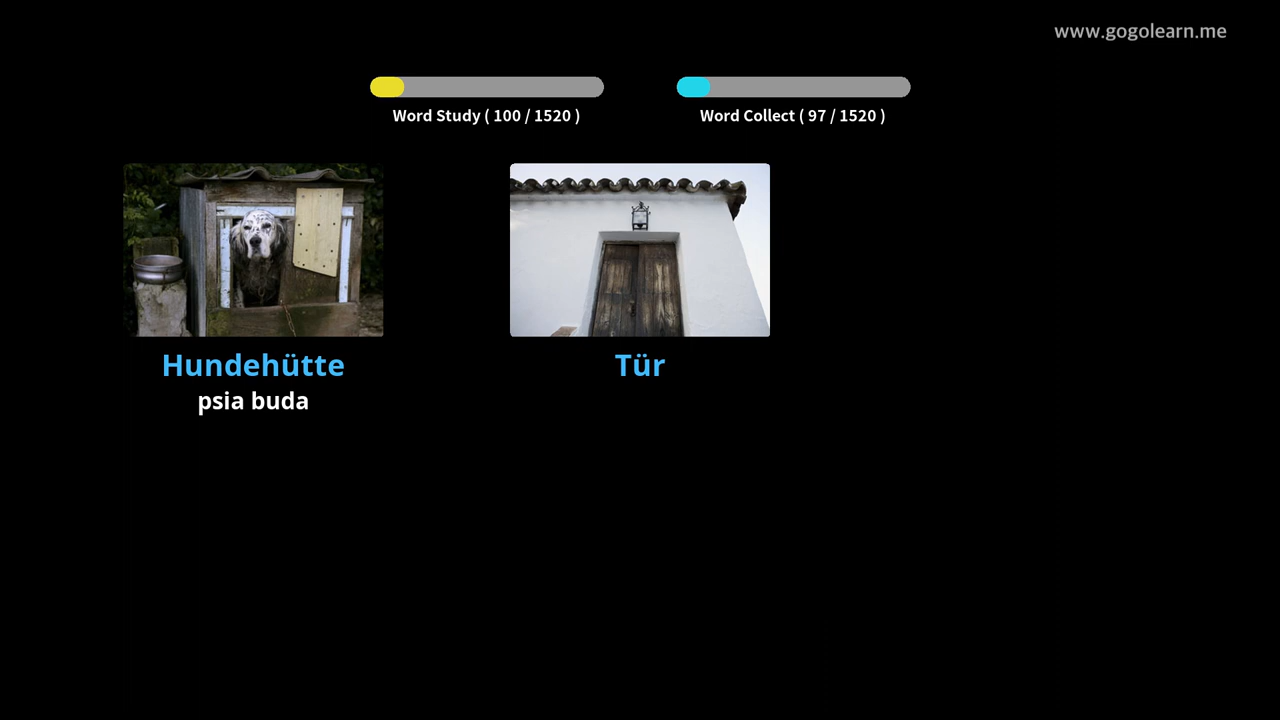 www.gogolearn.me
Word Study ( 100 / 1520 )
Word Collect ( 97 / 1520 )
Hundehütte
psia buda
Tür